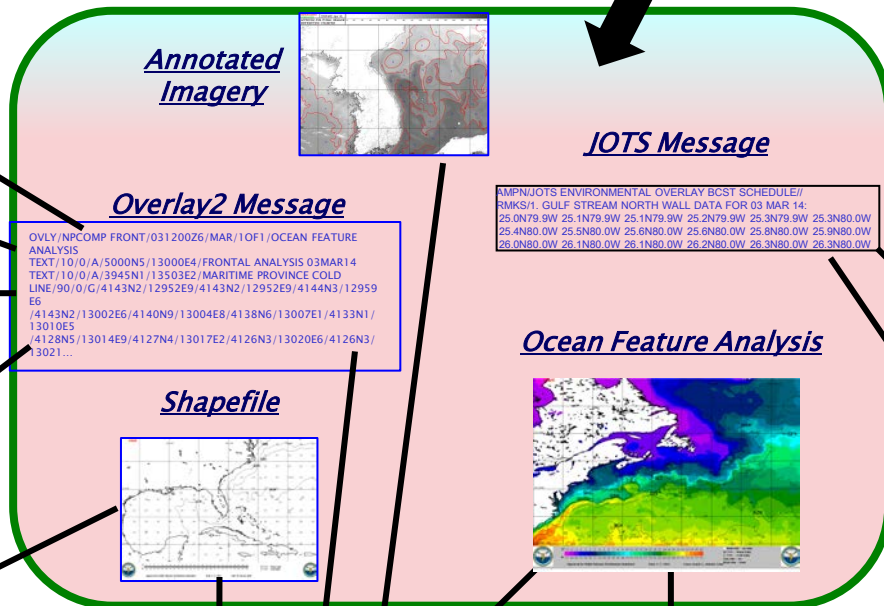 Annotated
Imagery
JOTS Message
AMPN/JOTS ENVIRONMENTAL OVERLAY BCST SCHEDULE//
RMKS/1. GULF STREAM NORTH WALL DATA FOR 03 MAR 14:
25.0N79.9W 25.1N79.9W 25.1N79.9W 25.2N79.9W 25.3N79.9W 25.3N80.0W
25.4N80.0W 25.5N80.0W 25.6N80.0W 25.6N80.0W 25.8N80.0W 25.9N80.0W
26.0N80.0W 26.1N80.0W 26.1N80.0W 26.2N80.0W 26.3N80.0W 26.3N80.0W
Overlay2 Message
OVLY/NPCOMP FRONT/031200Z6/MAR/1OF1/OCEAN FEATURE
ANALYSIS
TEXT/10/0/A/5000N5/13000E4/FRONTAL ANALYSIS 03MAR14
TEXT/10/0/A/3945N1/13503E2/MARITIME PROVINCE COLD
LINE/90/0/G/4143N2/12952E9/4143N2/12952E9/4144N3/12959
E6
/4143N2/13002E6/4140N9/13004E8/4138N6/13007E1/4133N1/
13010E5
/4128N5/13014E9/4127N4/13017E2/4126N3/13020E6/4126N3/
13021...
Ocean Feature Analysis
Shapefile